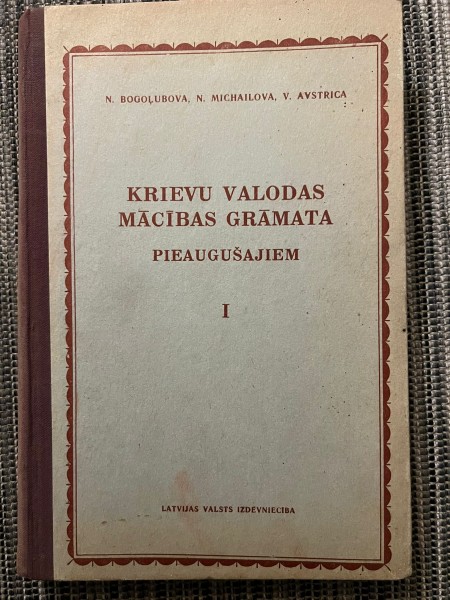 N. BOGOĻUBOVA, N. MICHAILOVA, V. AVSTRICA
KRIEVU VALODAS
MĀCĪBAS GRĀMATA
PIEAUGUŠAJIEM
I
LATVIJAS VALSTS IZDEVNIECĪBA